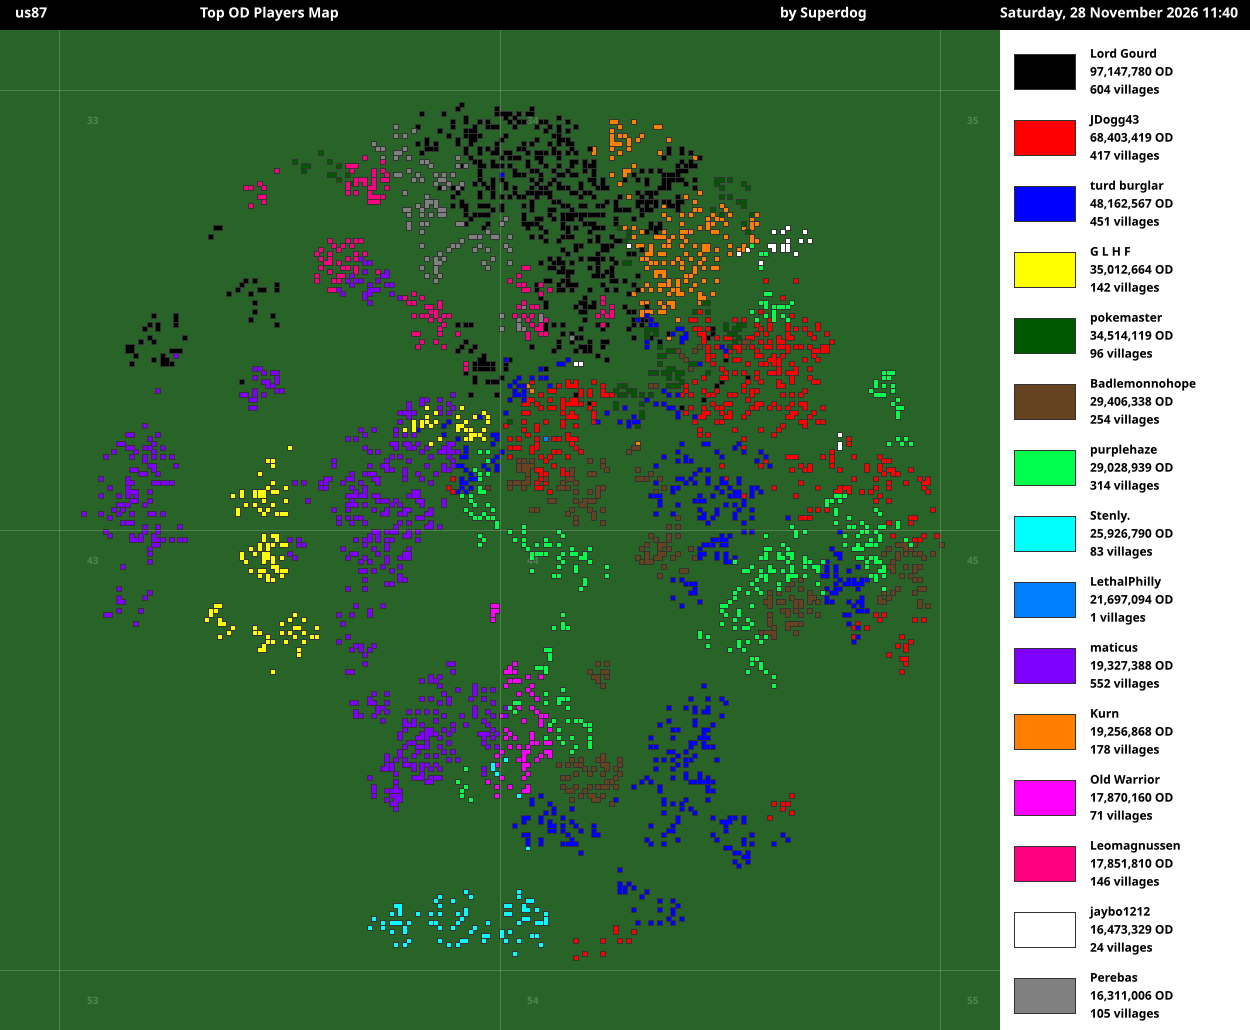 us87 Top OD Players Map by Superdog Saturday, 28 November 2026 11:40
Lord Gourd
97,147,780 OD
604 villages
JDogg43
68,403,419 OD
417 villages
turd burglar
48,162,567 OD
451 villages
G L H F
35,012,664 OD
142 villages
pokemaster
34,514,119 OD
96 villages
Badlemonnohope
29,406,338 OD
254 villages
purplehaze
29,028,939 OD
314 villages
Stenly.
25,926,790 OD
83 villages
LethalPhilly
21,697,094 OD
1 villages
maticus
19,327,388 OD
552 villages
Kurn
19,256,868 OD
178 villages
Old Warrior
17,870,160 OD
71 villages
Leomagnussen
17,851,810 OD
146 villages
jaybo1212
16,473,329 OD
24 villages
Perebas
16,311,006 OD
105 villages
33 34 35
43 44 45
53 54 55